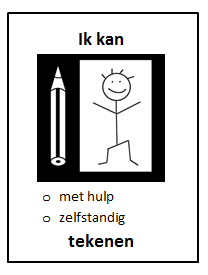 Ik kan
o met hulp
o zelfstandig
tekenen